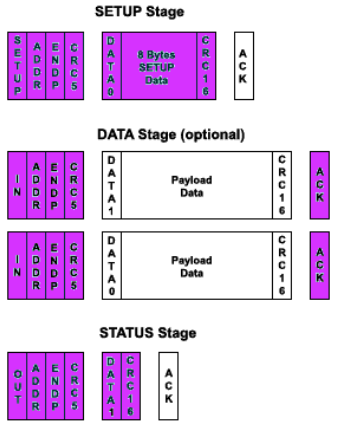 SETUP Stage
SETUP ADDR ENDP CRC5 DATA0 8 Bytes SETUP Data CRC16 ACK
DATA Stage (optional)
IN ADDR ENDP CRC5 DATA1 Payload Data CRC16 ACK
IN ADDR ENDP CRC5 DATA0 Payload Data CRC16 ACK
STATUS Stage
OUT ADDR ENDP CRC5 DATA1 CRC16 ACK